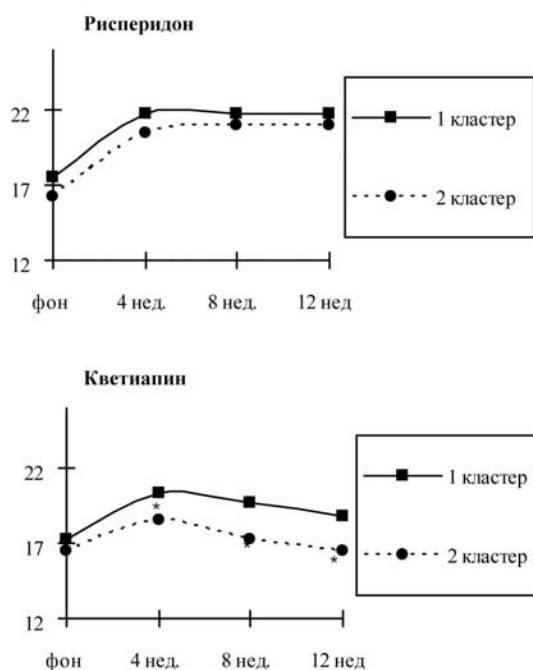 Рисперидон
22
17
12
фон 4 нед. 8 нед. 12 нед
1 кластер
2 кластер
Кветиапин
22
17
12
* * *
фон 4 нед. 8 нед. 12 нед
1 кластер
2 кластер